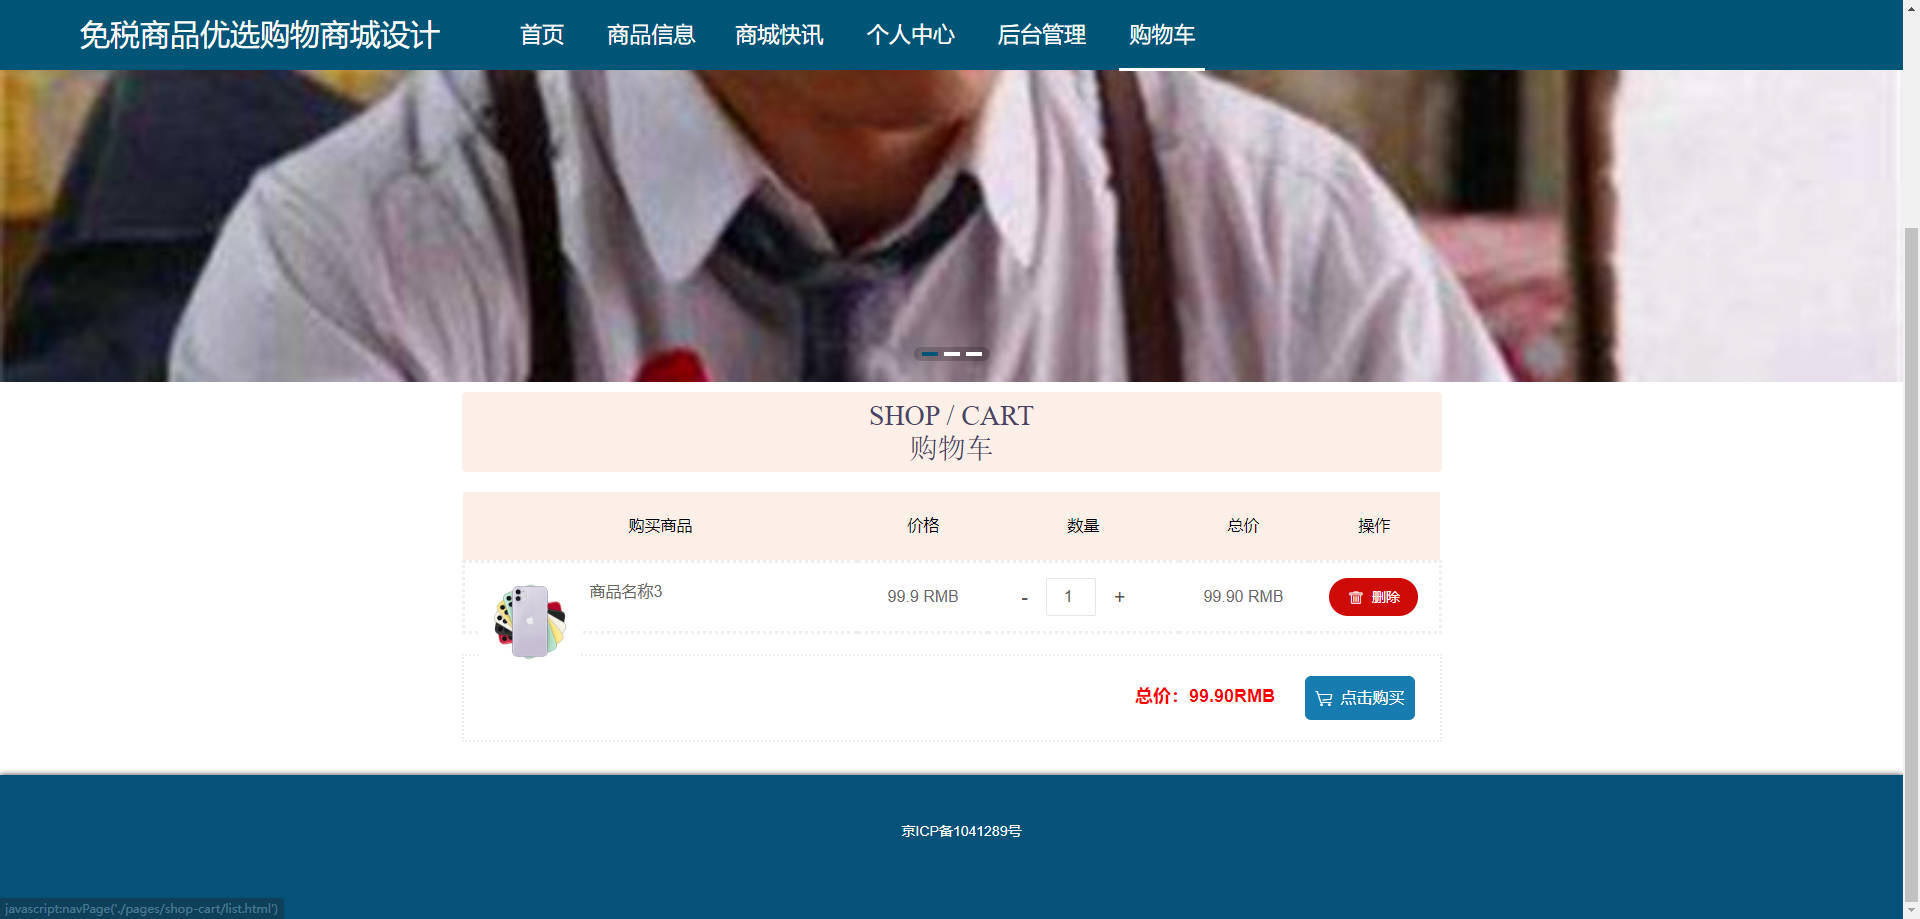 免税商品优选购物商城设计 首页 商品信息 商城快讯 个人中心 后台管理 购物车
SHOP / CART
购物车
购买商品 价格 数量 总价 操作
商品名称3 99.9 RMB - 1 + 99.90 RMB 删除
总价：99.90RMB 点击购买
京ICP备1041289号
javascript:navPage('./pages/shop-cart/list.html')